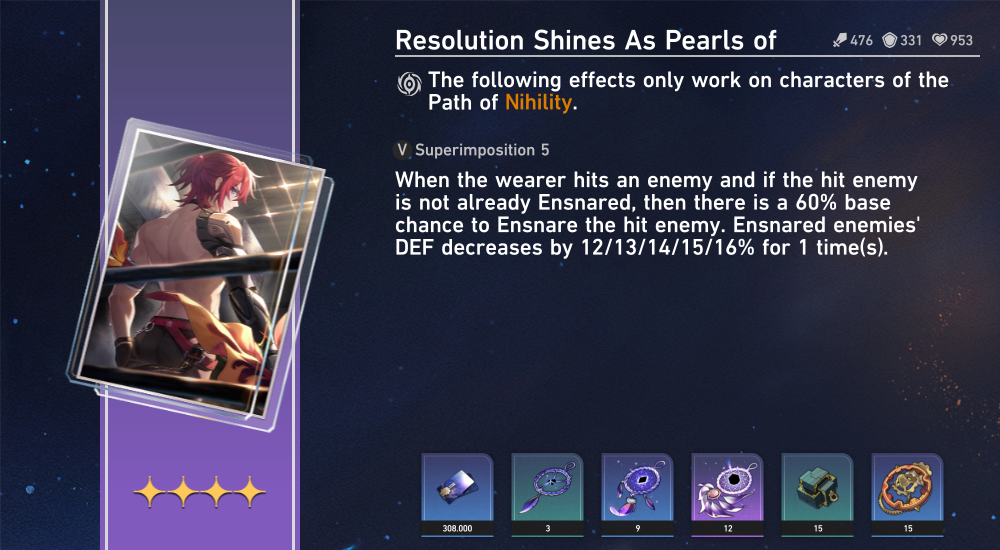 Resolution Shines As Pearls of
476 331 953
The following effects only work on characters of the
Path of Nihility.
V Superimposition 5
When the wearer hits an enemy and if the hit enemy
is not already Ensnared, then there is a 60% base
chance to Ensnare the hit enemy. Ensnared enemies'
DEF decreases by 12/13/14/15/16% for 1 time(s).
308.000 3 9 12 15 15